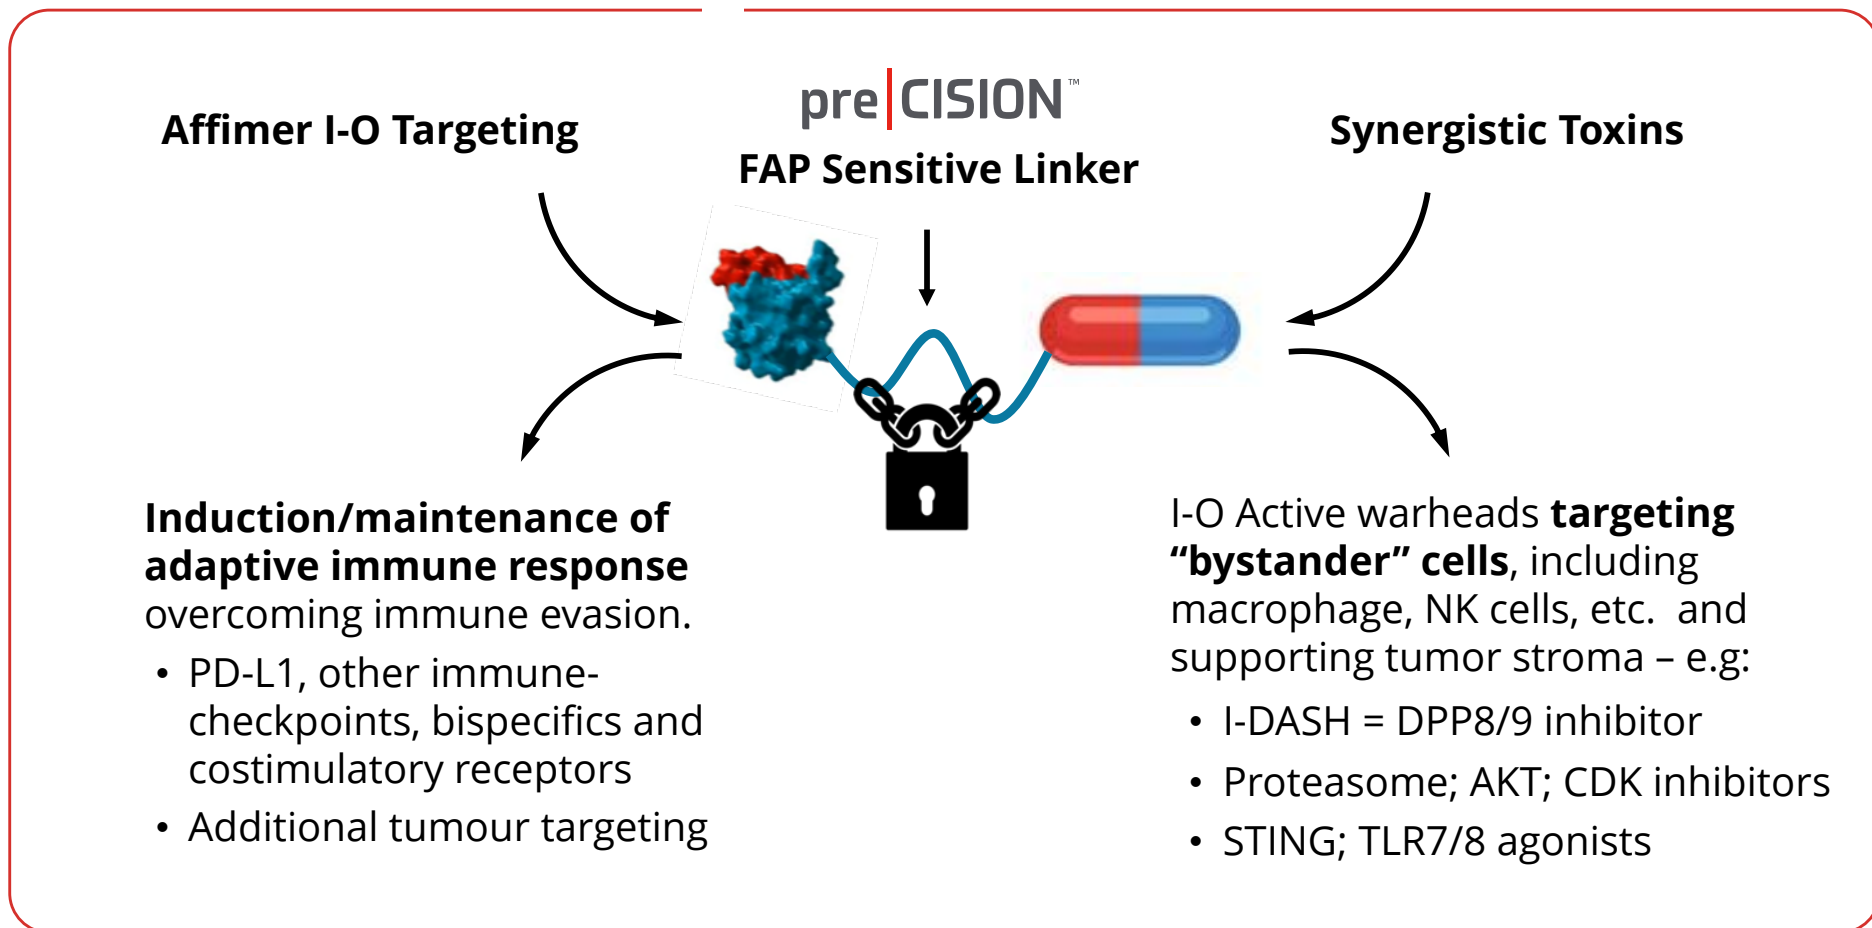 Affimer I-O Targeting
pre|CISION™
FAP Sensitive Linker
Synergistic Toxins
Induction/maintenance of
adaptive immune response
overcoming immune evasion.
• PD-L1, other immune-
checkpoints, bispecifics and
costimulatory receptors
• Additional tumour targeting
I-O Active warheads targeting
“bystander” cells, including
macrophage, NK cells, etc.  and
supporting tumor stroma – e.g:
• I-DASH = DPP8/9 inhibitor
• Proteasome; AKT; CDK inhibitors
• STING; TLR7/8 agonists